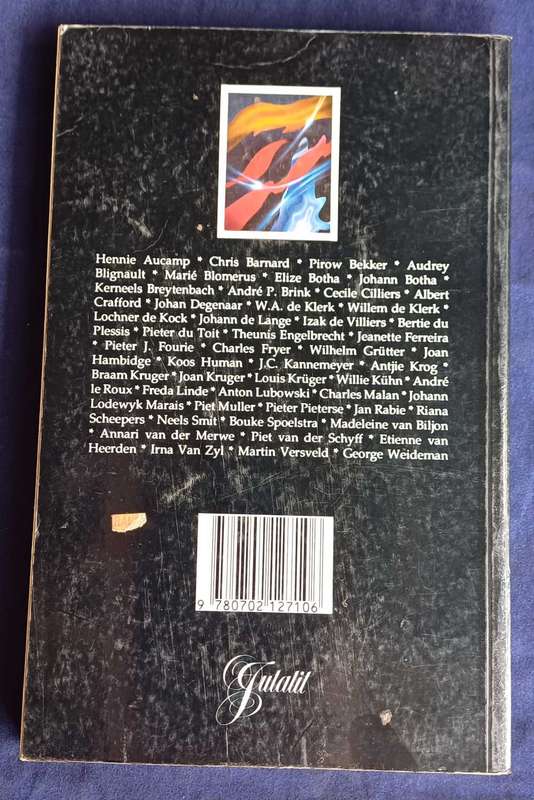 Hennie Aucamp * Chris Barnard * Pirow Bekker * Audrey
Blignault * Marié Blomerus * Elize Botha * Johann Botha *
Kerneels Breytenbach * André P. Brink * Cecile Cilliers * Albert
Crafford * Johan Degenaar * W.A. de Klerk * Willem de Klerk *
Lochner de Kock * Johann de Lange * Izak de Villiers * Bertie du
Plessis * Pieter du Toit * Theunis Engelbrecht * Jeanette Ferreira
* Pieter J. Fourie * Charles Fryer * Wilhelm Grütter * Joan
Hambidge * Koos Human * J.C. Kannemeyer * Antjie Krog *
Braam Kruger * Joan Kruger * Louis Krüger * Willie Kühn * André
le Roux * Freda Linde * Anton Lubowski * Charles Malan * Johann
Lodewyk Marais * Piet Muller * Pieter Pieterse * Jan Rabie * Riana
Scheepers * Neels Smit * Bouke Spoelstra * Madeleine van Biljon
* Annari van der Merwe * Piet van der Schyff * Etienne van
Heerden * Irna Van Zyl * Martin Versveld * George Weideman
9 780702 127106
Jutalit